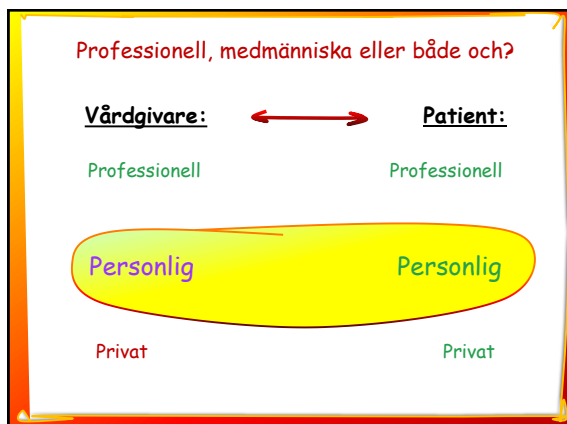 Professionell, medmänniska eller både och?
Vårdgivare: Patient:
Professionell Professionell
Personlig Personlig
Privat Privat